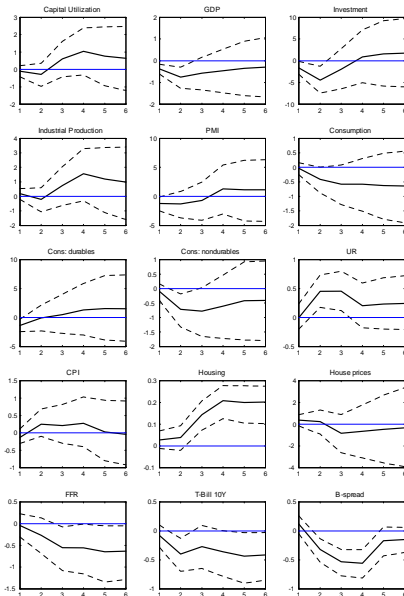 Capital Utilization
3
2
1
0
-1
-2
1 2 3 4 5 6
GDP
2
1
0
-1
-2
1 2 3 4 5 6
Investment
10
5
0
-5
-10
1 2 3 4 5 6
Industrial Production
4
3
2
1
0
-1
-2
1 2 3 4 5 6
PMI
10
5
0
-5
1 2 3 4 5 6
Consumption
1
0.5
0
-0.5
-1
-1.5
-2
1 2 3 4 5 6
Cons: durables
10
5
0
-5
1 2 3 4 5 6
Cons: nondurables
1
0.5
0
-0.5
-1
-1.5
-2
1 2 3 4 5 6
UR
1
0.5
0
-0.5
1 2 3 4 5 6
CPI
1.5
1
0.5
0
-0.5
-1
1 2 3 4 5 6
Housing
0.3
0.2
0.1
0
-0.1
1 2 3 4 5 6
House prices
4
2
0
-2
-4
1 2 3 4 5 6
FFR
0.5
0
-0.5
-1
-1.5
1 2 3 4 5 6
T-Bill 10Y
0.5
0
-0.5
-1
1 2 3 4 5 6
B-spread
0.5
0
-0.5
-1
1 2 3 4 5 6